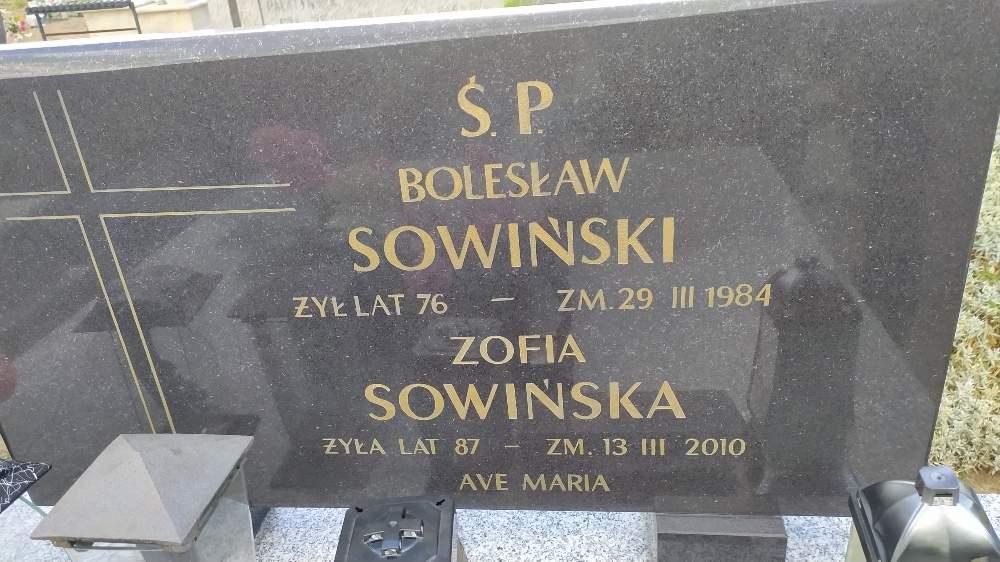 Ś. P.
BOLESŁAW
SOWIŃSKI
ŻYŁ LAT 76 – ZM. 29 III 1984
ZOFIA
SOWIŃSKA
ŻYŁA LAT 87 – ZM. 13 III 2010
AVE MARIA